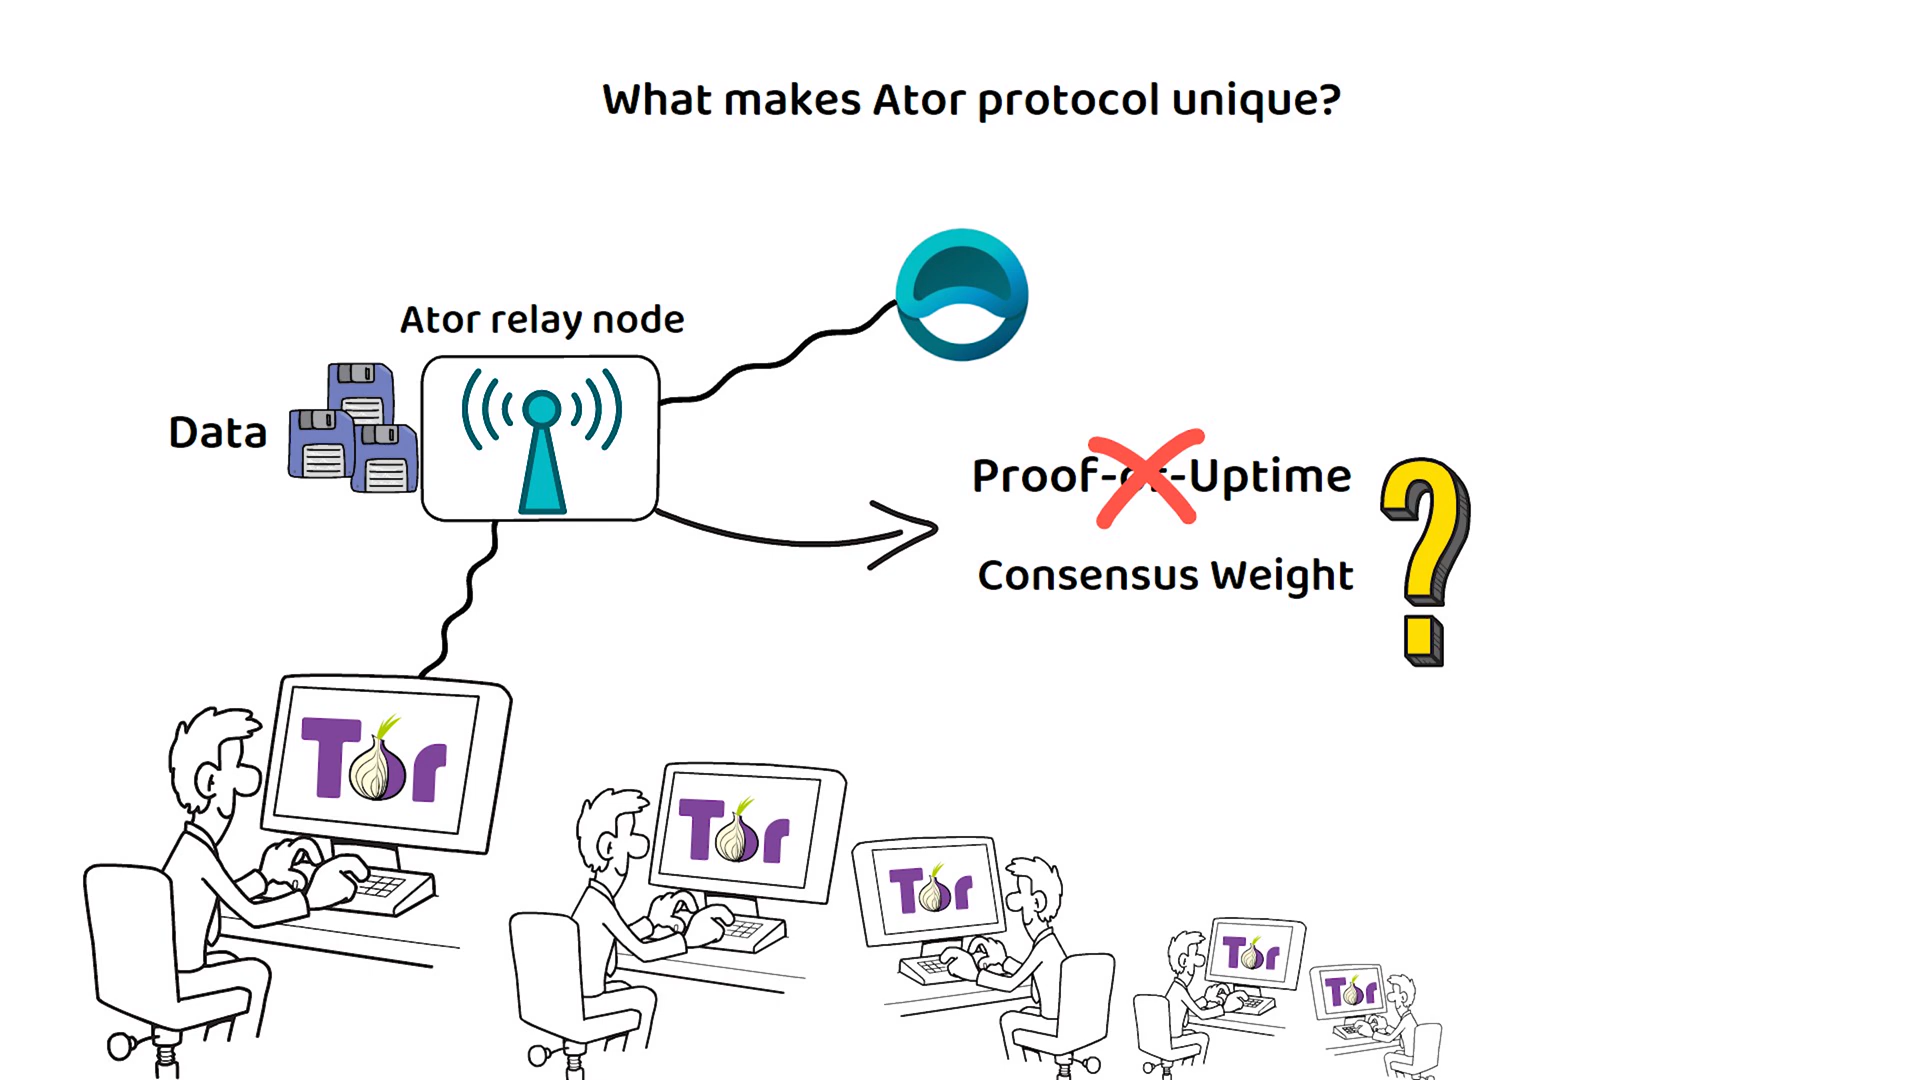 What makes Ator protocol unique?
Ator relay node
Data
Proof-of-Uptime
Consensus Weight
Tor
Tor
Tor
Tor
Tor